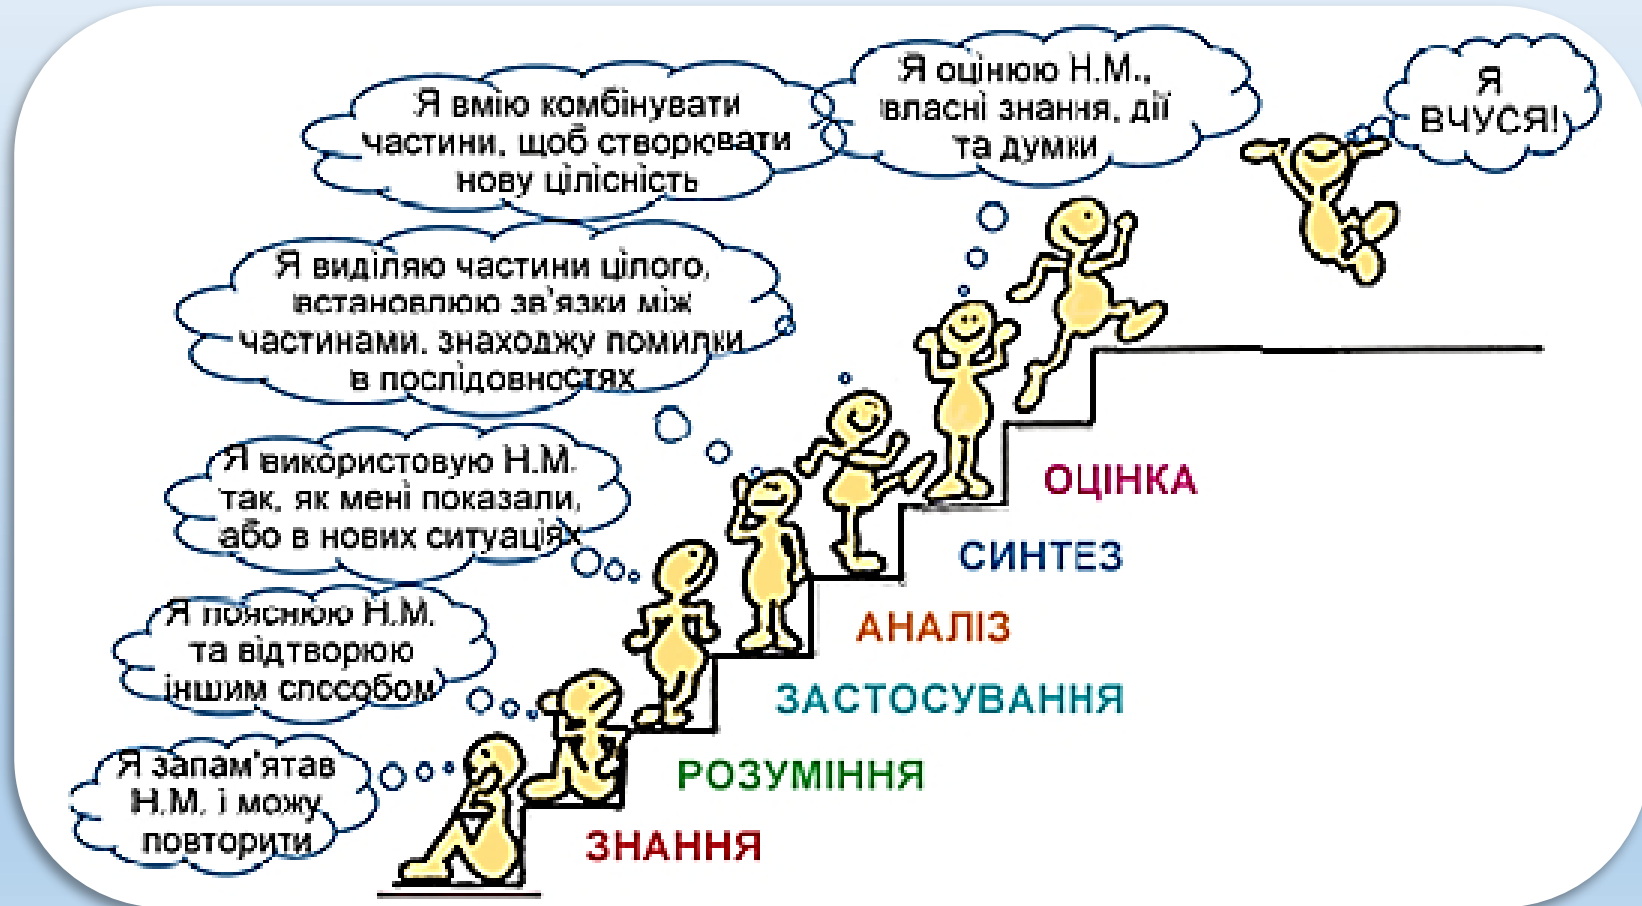 Я вмію комбінувати
частини, щоб створювати
нову цілісність
Я оцінюю Н.М.,
власні знання, дії
та думки
Я
ВЧУСЯ!
Я виділяю частини цілого,
встановлюю зв'язки між
частинами, знаходжу помилки
в послідовностях
Я використовую Н.М.
так, як мені показали,
або в нових ситуаціях
Я пояснюю Н.М.
та відтворюю
іншим способом
Я запам'ятав
Н.М. і можу
повторити
ОЦІНКА
СИНТЕЗ
АНАЛІЗ
ЗАСТОСУВАННЯ
РОЗУМІННЯ
ЗНАННЯ